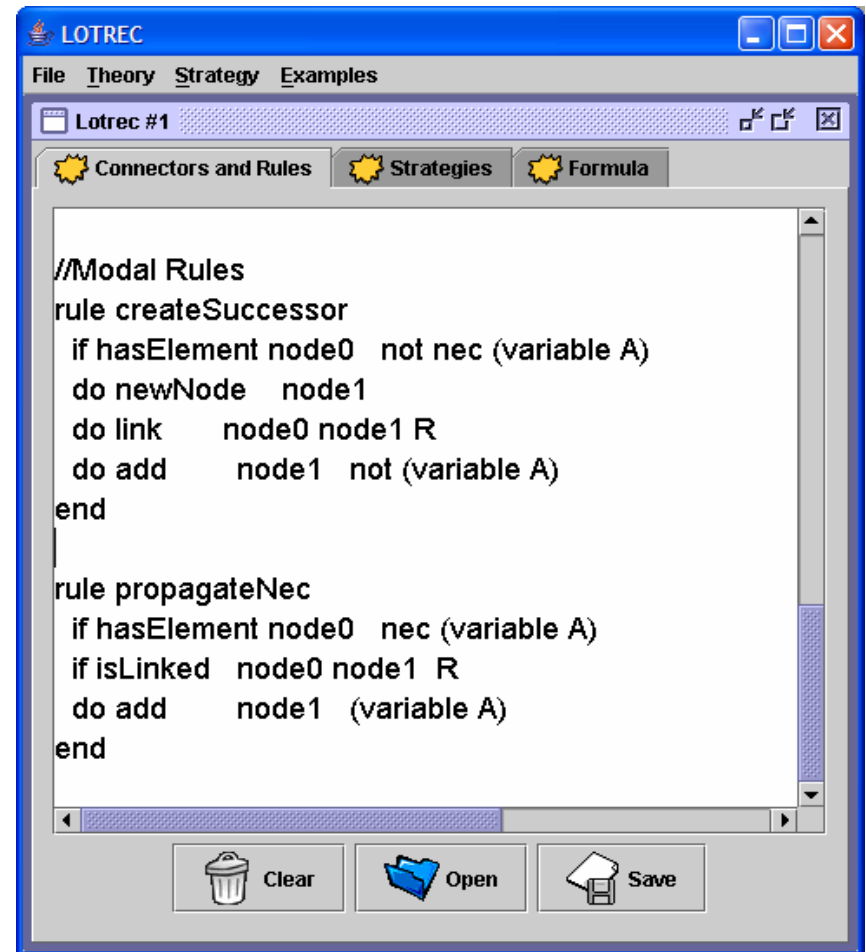 LOTREC
File Theory Strategy Examples
Lotrec #1
Connectors and Rules Strategies Formula
//Modal Rules
rule createSuccessor
if hasElement node0 not nec (variable A)
do newNode node1
do link node0 node1 R
do add node1 not (variable A)
end
rule propagateNec
if hasElement node0 nec (variable A)
if isLinked node0 node1 R
do add node1 (variable A)
end
Clear Open Save